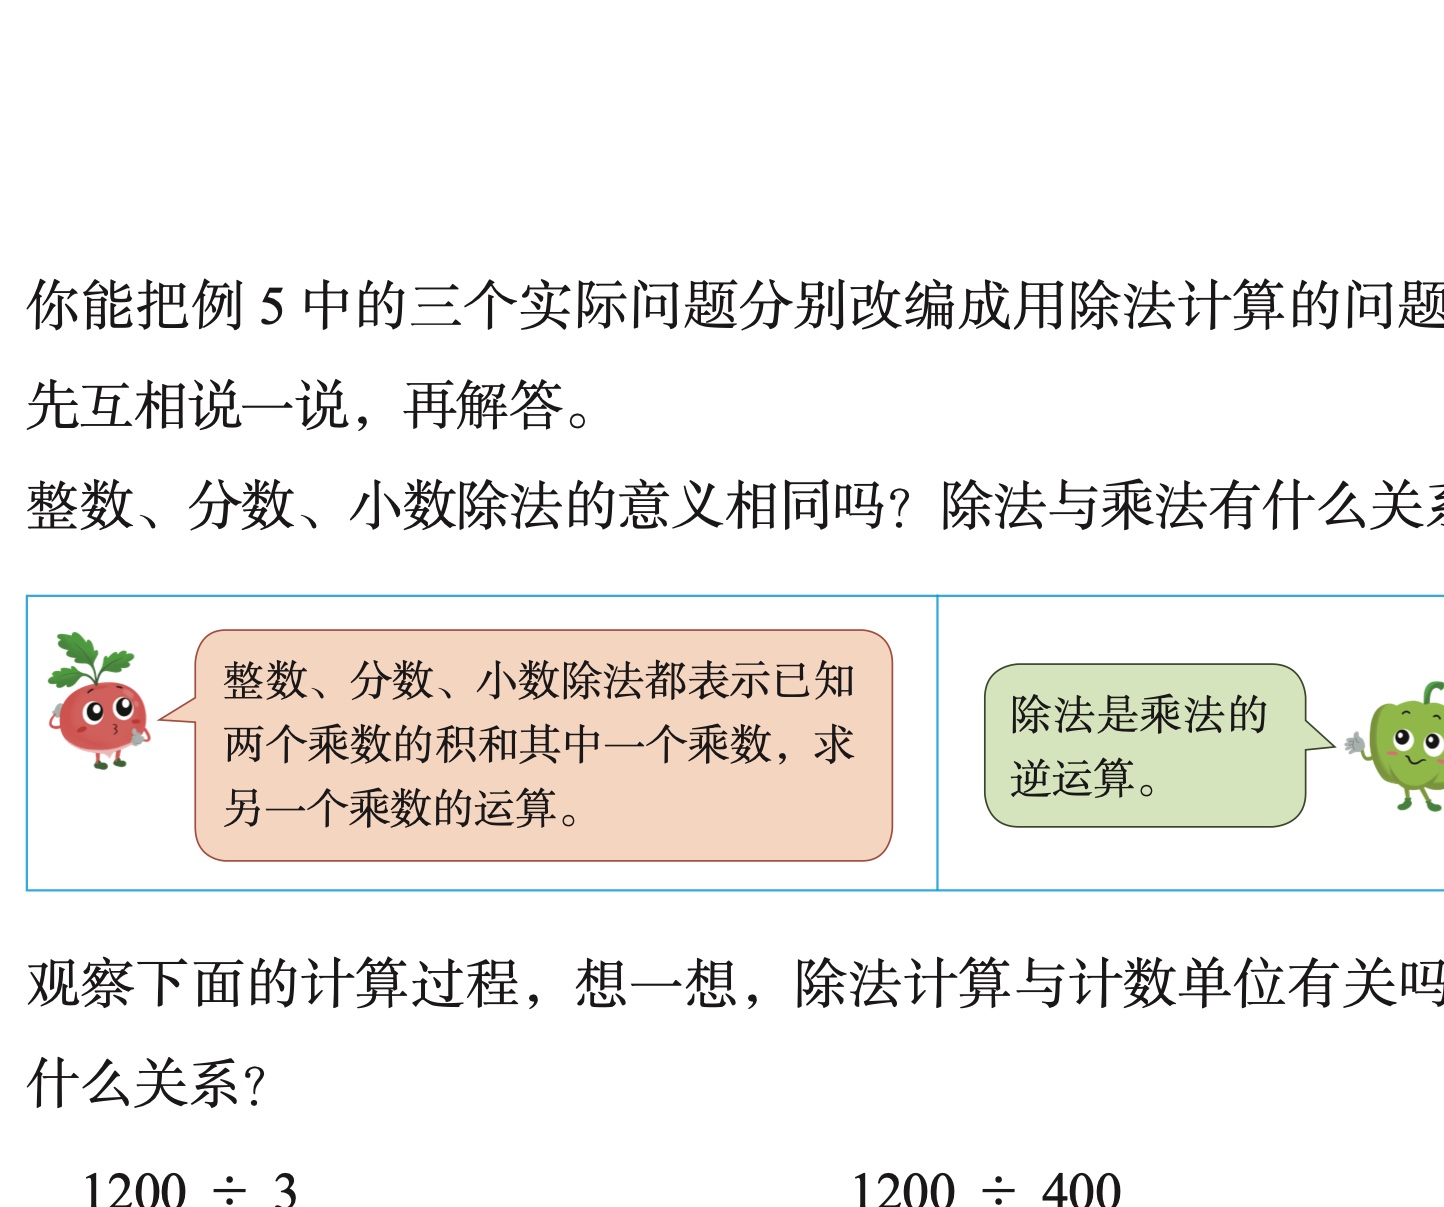 你能把例 5 中的三个实际问题分别改编成用除法计算的问题
先互相说一说，再解答。
整数、分数、小数除法的意义相同吗？除法与乘法有什么关系
整数、分数、小数除法都表示已知
两个乘数的积和其中一个乘数，求
另一个乘数的运算。
除法是乘法的
逆运算。
观察下面的计算过程，想一想，除法计算与计数单位有关吗
什么关系？
1200 ÷ 3
1200 ÷ 400